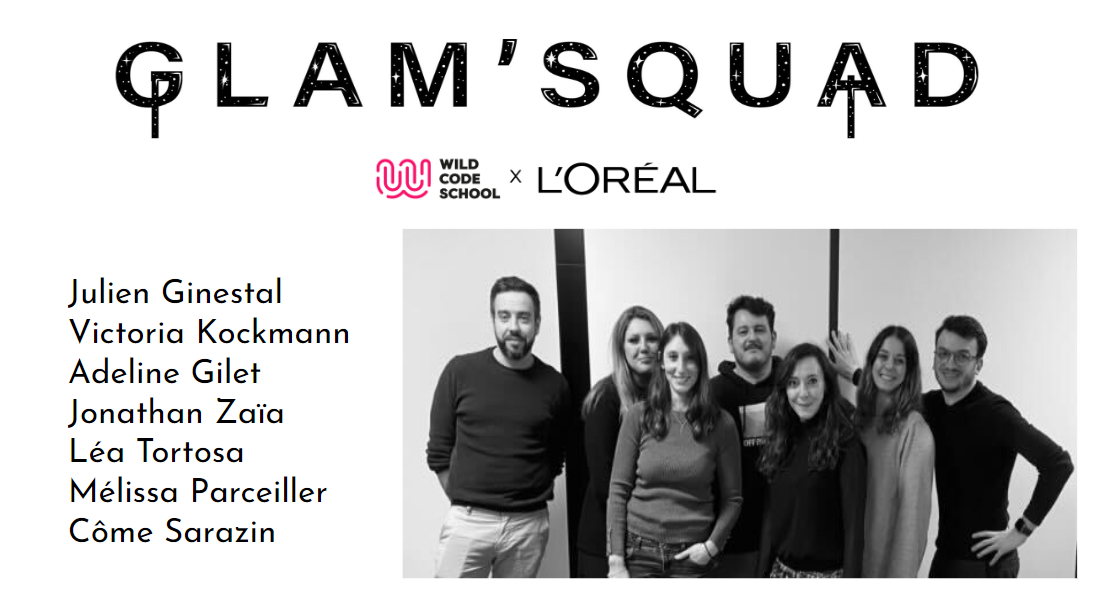 GLAM'SQUAD
WILD
CODE
SCHOOL
x
L'ORÉAL
Julien Ginestal
Victoria Kockmann
Adeline Gilet
Jonathan Zaïa
Léa Tortosa
Mélissa Parceiller
Côme Sarazin